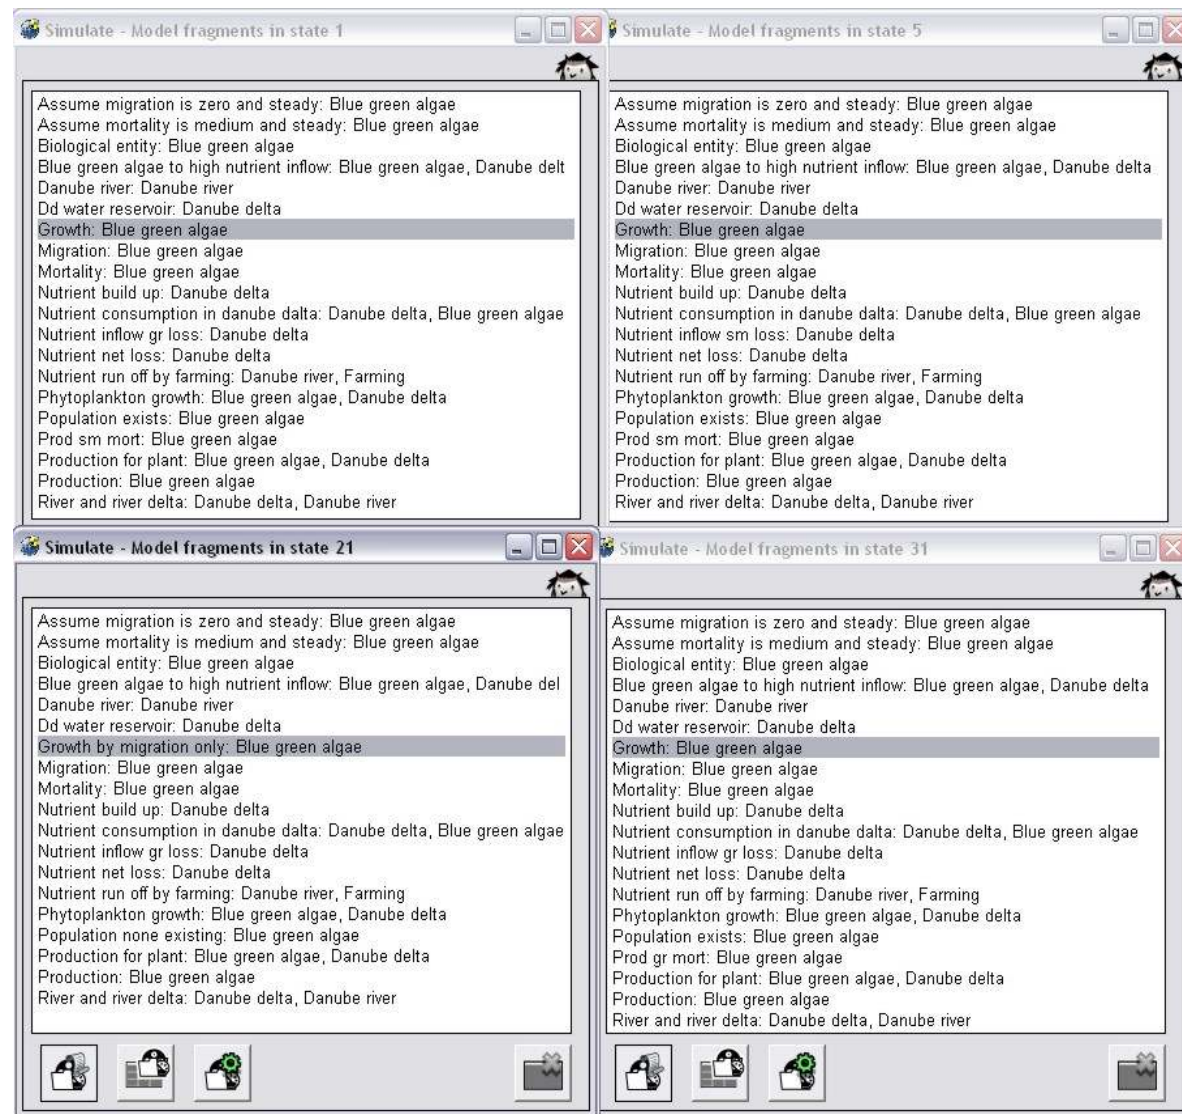 Simulate - Model fragments in state 1
Assume migration is zero and steady: Blue green algae
Assume mortality is medium and steady: Blue green algae
Biological entity: Blue green algae
Blue green algae to high nutrient inflow: Blue green algae, Danube delt
Danube river: Danube river
Dd water reservoir: Danube delta
Growth: Blue green algae
Migration: Blue green algae
Mortality: Blue green algae
Nutrient build up: Danube delta
Nutrient consumption in danube dalta: Danube delta, Blue green algae
Nutrient inflow gr loss: Danube delta
Nutrient net loss: Danube delta
Nutrient run off by farming: Danube river, Farming
Phytoplankton growth: Blue green algae, Danube delta
Population exists: Blue green algae
Prod sm mort: Blue green algae
Production for plant: Blue green algae, Danube delta
Production: Blue green algae
River and river delta: Danube delta, Danube river
Simulate - Model fragments in state 5
Assume migration is zero and steady: Blue green algae
Assume mortality is medium and steady: Blue green algae
Biological entity: Blue green algae
Blue green algae to high nutrient inflow: Blue green algae, Danube delta
Danube river: Danube river
Dd water reservoir: Danube delta
Growth: Blue green algae
Migration: Blue green algae
Mortality: Blue green algae
Nutrient build up: Danube delta
Nutrient consumption in danube dalta: Danube delta, Blue green algae
Nutrient inflow sm loss: Danube delta
Nutrient net loss: Danube delta
Nutrient run off by farming: Danube river, Farming
Phytoplankton growth: Blue green algae, Danube delta
Population exists: Blue green algae
Prod sm mort: Blue green algae
Production for plant: Blue green algae, Danube delta
Production: Blue green algae
River and river delta: Danube delta, Danube river
Simulate - Model fragments in state 21
Assume migration is zero and steady: Blue green algae
Assume mortality is medium and steady: Blue green algae
Biological entity: Blue green algae
Blue green algae to high nutrient inflow: Blue green algae, Danube del
Danube river: Danube river
Dd water reservoir: Danube delta
Growth by migration only: Blue green algae
Migration: Blue green algae
Mortality: Blue green algae
Nutrient build up: Danube delta
Nutrient consumption in danube dalta: Danube delta, Blue green algae
Nutrient inflow gr loss: Danube delta
Nutrient net loss: Danube delta
Nutrient run off by farming: Danube river, Farming
Phytoplankton growth: Blue green algae, Danube delta
Population none existing: Blue green algae
Production for plant: Blue green algae, Danube delta
Production: Blue green algae
River and river delta: Danube delta, Danube river
Simulate - Model fragments in state 31
Assume migration is zero and steady: Blue green algae
Assume mortality is medium and steady: Blue green algae
Biological entity: Blue green algae
Blue green algae to high nutrient inflow: Blue green algae, Danube delta
Danube river: Danube river
Dd water reservoir: Danube delta
Growth: Blue green algae
Migration: Blue green algae
Mortality: Blue green algae
Nutrient build up: Danube delta
Nutrient consumption in danube dalta: Danube delta, Blue green algae
Nutrient inflow gr loss: Danube delta
Nutrient net loss: Danube delta
Nutrient run off by farming: Danube river, Farming
Phytoplankton growth: Blue green algae, Danube delta
Population exists: Blue green algae
Prod gr mort: Blue green algae
Production for plant: Blue green algae, Danube delta
Production: Blue green algae
River and river delta: Danube delta, Danube river